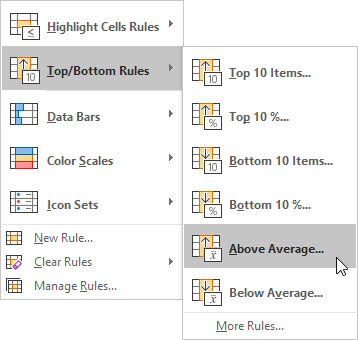 Highlight Cells Rules
Top/Bottom Rules
Data Bars
Color Scales
Icon Sets
New Rule...
Clear Rules
Manage Rules...
Top 10 Items...
Top 10 %...
Bottom 10 Items...
Bottom 10 %...
Above Average...
Below Average...
More Rules...